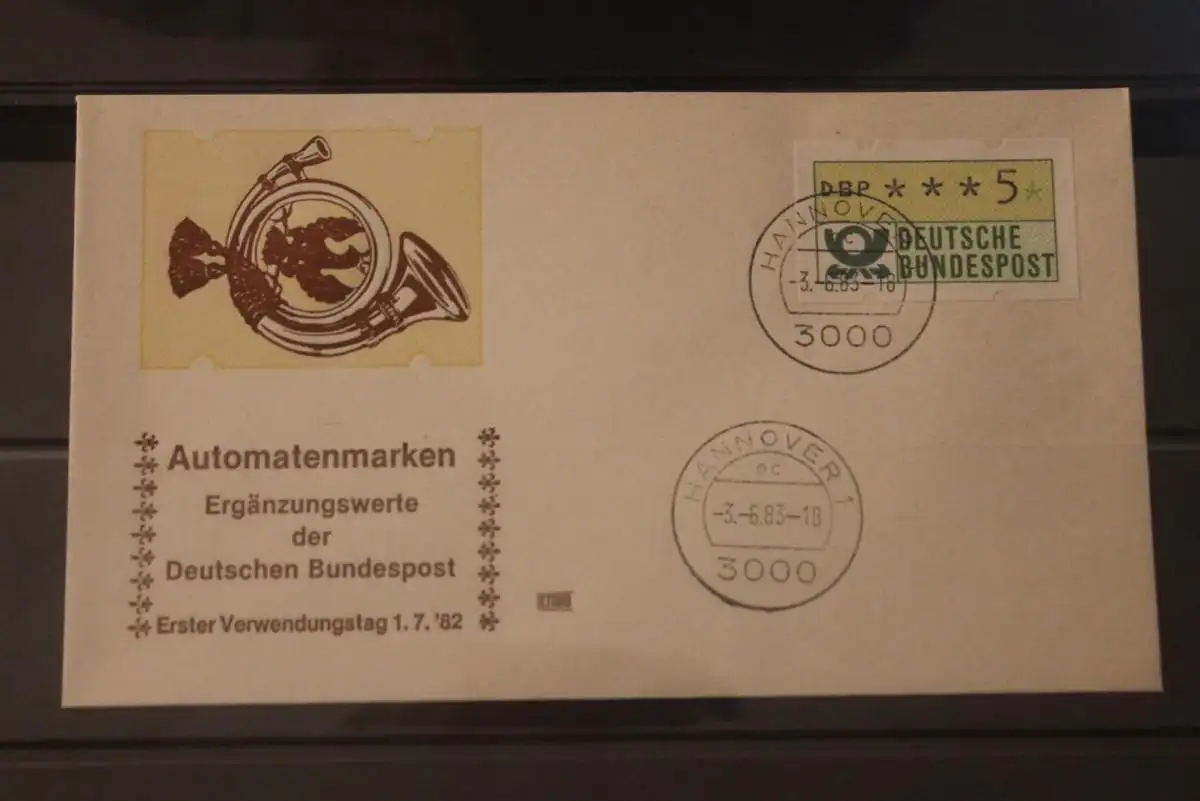 DBP * * * 5 *
DEUTSCHE
BUNDESPOST
HANNOVER
-3.-6.83-18
3000
Automatenmarken
Ergänzungswerte
der
Deutschen Bundespost
Erster Verwendungstag 1.7.'82
HANNOVER 1
ec
-3.-6.83-18
3000